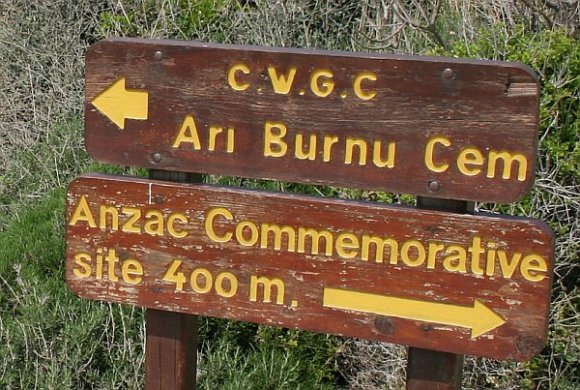 C.W.G.C
Arı Burnu Cem
Anzac Commemorative
site 400 m.